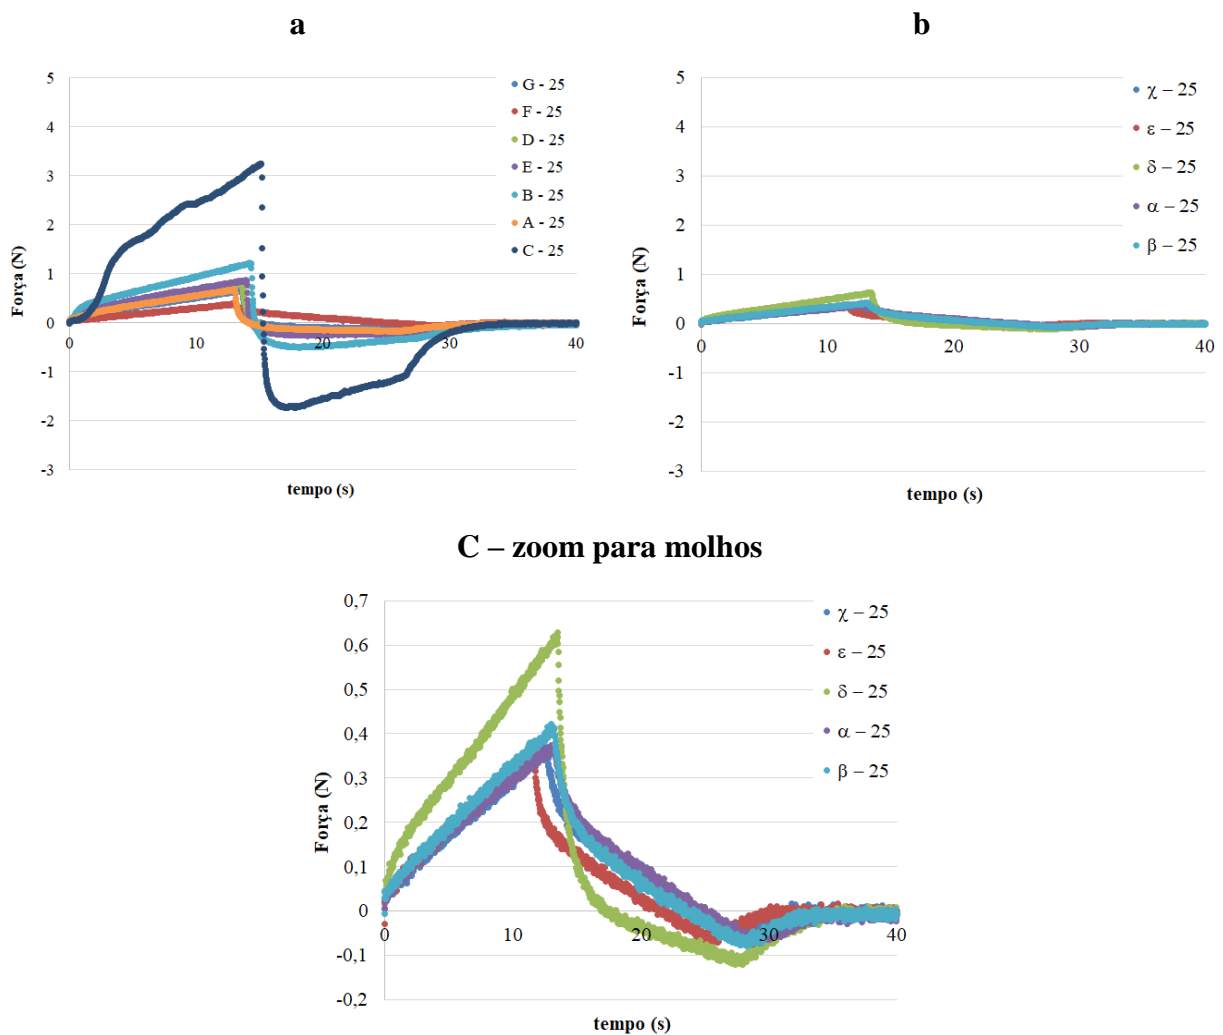 a
5
4
3
2
1
0
-1
-2
-3
0
10
20
30
40
Força (N)
tempo (s)
G - 25
F - 25
D - 25
E - 25
B - 25
A - 25
C - 25
b
5
4
3
2
1
0
-1
-2
-3
0
10
20
30
40
Força (N)
tempo (s)
χ – 25
ε – 25
δ – 25
α – 25
β – 25
C – zoom para molhos
0,7
0,6
0,5
0,4
0,3
0,2
0,1
0
-0,1
-0,2
0
10
20
30
40
Força (N)
tempo (s)
χ – 25
ε – 25
δ – 25
α – 25
β – 25